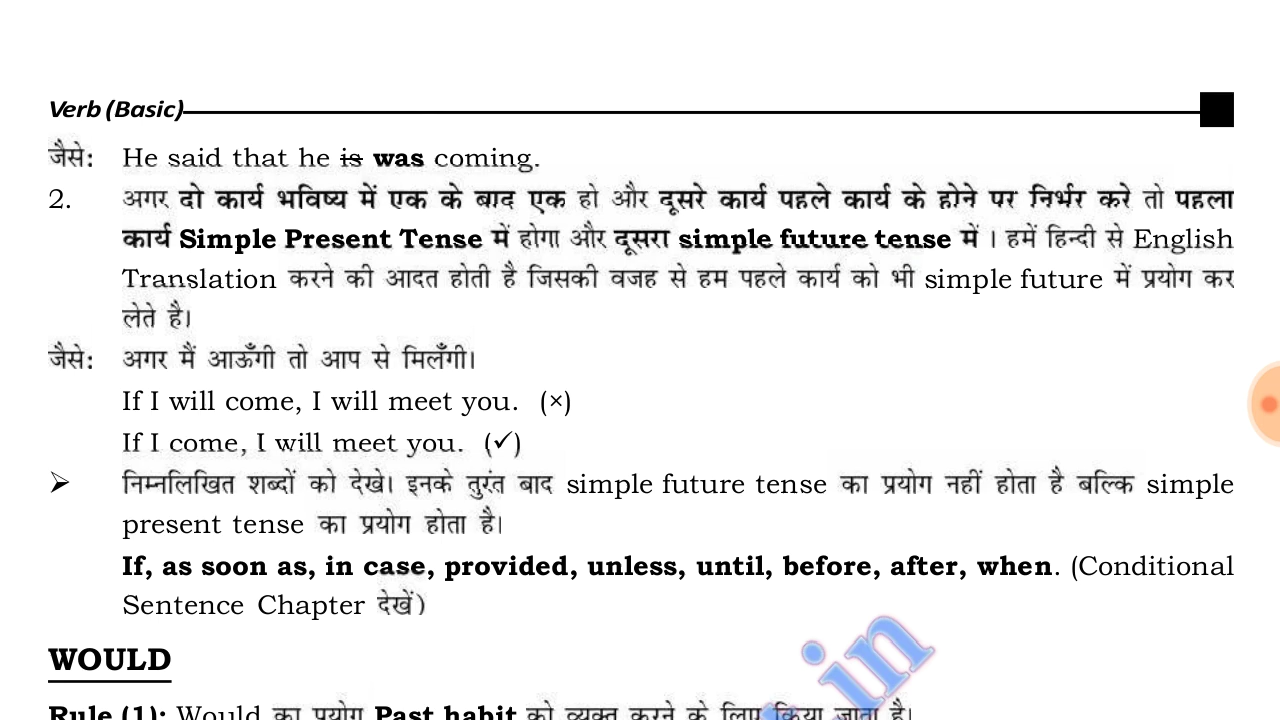 Verb (Basic)
जैसे: He said that he is was coming.
2. अगर दो कार्य भविष्य में एक के बाद एक हो और दूसरे कार्य पहले कार्य के होने पर निर्भर करे तो पहला
कार्य Simple Present Tense में होगा और दूसरा simple future tense में । हमें हिन्दी से English
Translation करने की आदत होती है जिसकी वजह से हम पहले कार्य को भी simple future में प्रयोग कर
लेते है।
जैसे: अगर मैं आऊँगी तो आप से मिलँगी।
If I will come, I will meet you. (×)
If I come, I will meet you. (✓)
➢ निम्नलिखित शब्दों को देखे। इनके तुरंत बाद simple future tense का प्रयोग नहीं होता है बल्कि simple
present tense का प्रयोग होता है।
If, as soon as, in case, provided, unless, until, before, after, when. (Conditional
Sentence Chapter देखें)
WOULD
Rule (1): Would का प्रयोग Past habit को व्यक्त करने के लिए किया जाता है।
.in